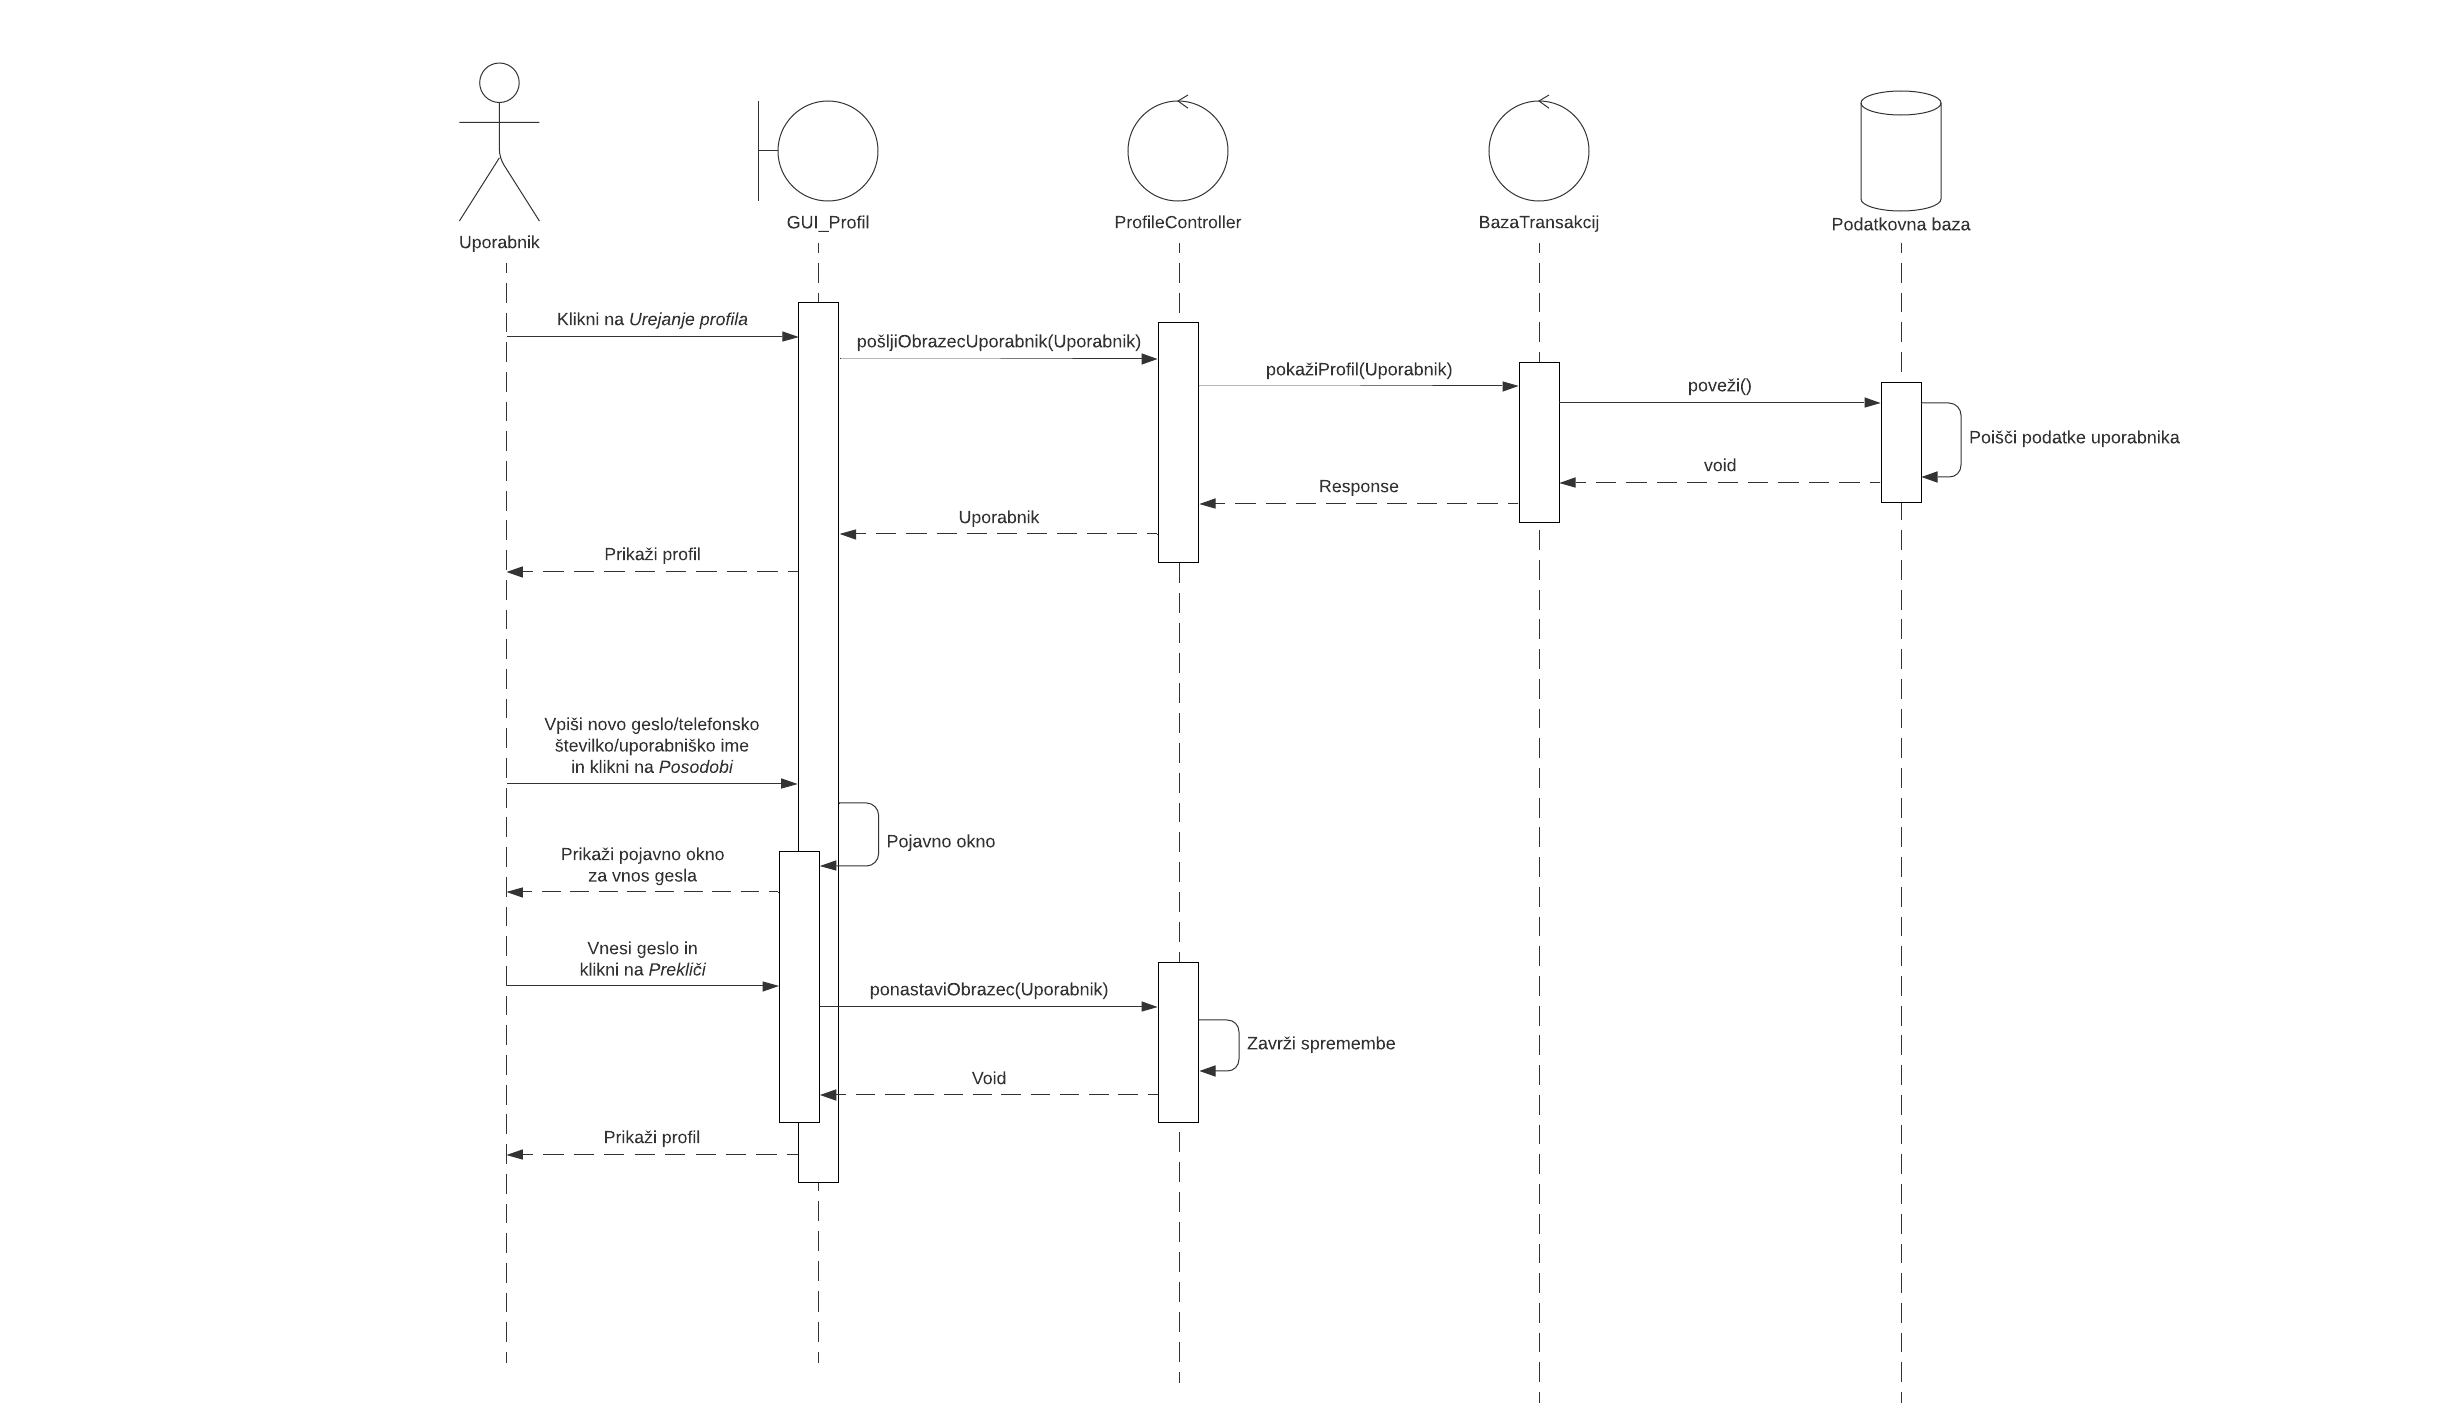 Uporabnik
GUI_Profil
ProfileController
BazaTransakcij
Podatkovna baza
Klikni na Urejanje profila
pošljiObrazecUporabnik(Uporabnik)
pokažiProfil(Uporabnik)
poveži()
Poišči podatke uporabnika
void
Response
Uporabnik
Prikaži profil
Vpiši novo geslo/telefonsko
številko/uporabniško ime
in klikni na Posodobi
Pojavno okno
Prikaži pojavno okno
za vnos gesla
Vnesi geslo in
klikni na Prekliči
ponastaviObrazec(Uporabnik)
Zavrži spremembe
Void
Prikaži profil